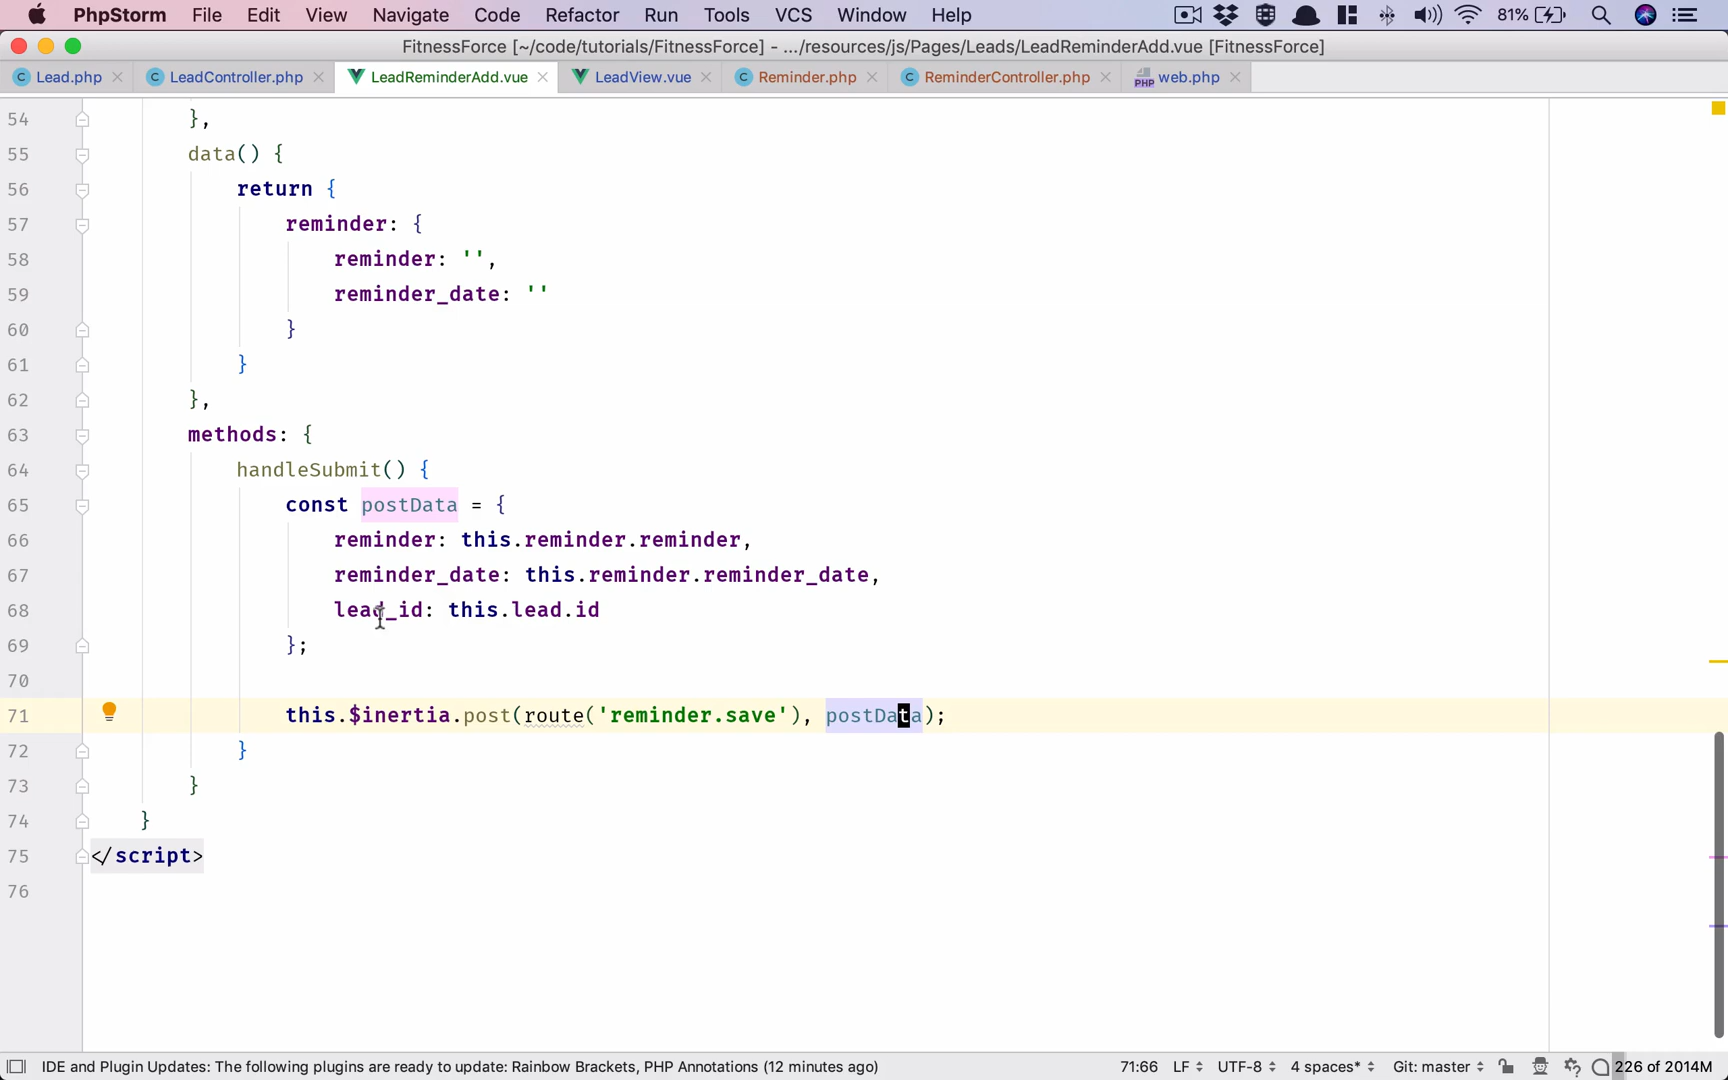 PhpStorm File Edit View Navigate Code Refactor Run Tools VCS Window Help 81%
FitnessForce [~/code/tutorials/FitnessForce] - .../resources/js/Pages/Leads/LeadReminderAdd.vue [FitnessForce]
Lead.php LeadController.php LeadReminderAdd.vue LeadView.vue Reminder.php ReminderController.php web.php
54 },
55 data() {
56 return {
57 reminder: {
58 reminder: '',
59 reminder_date: ''
60 }
61 }
62 },
63 methods: {
64 handleSubmit() {
65 const postData = {
66 reminder: this.reminder.reminder,
67 reminder_date: this.reminder.reminder_date,
68 lead_id: this.lead.id
69 };
70
71 this.$inertia.post(route('reminder.save'), postData);
72 }
73 }
74 }
75 </script>
76
IDE and Plugin Updates: The following plugins are ready to update: Rainbow Brackets, PHP Annotations (12 minutes ago) 71:66 LF UTF-8 4 spaces* Git: master 226 of 2014M